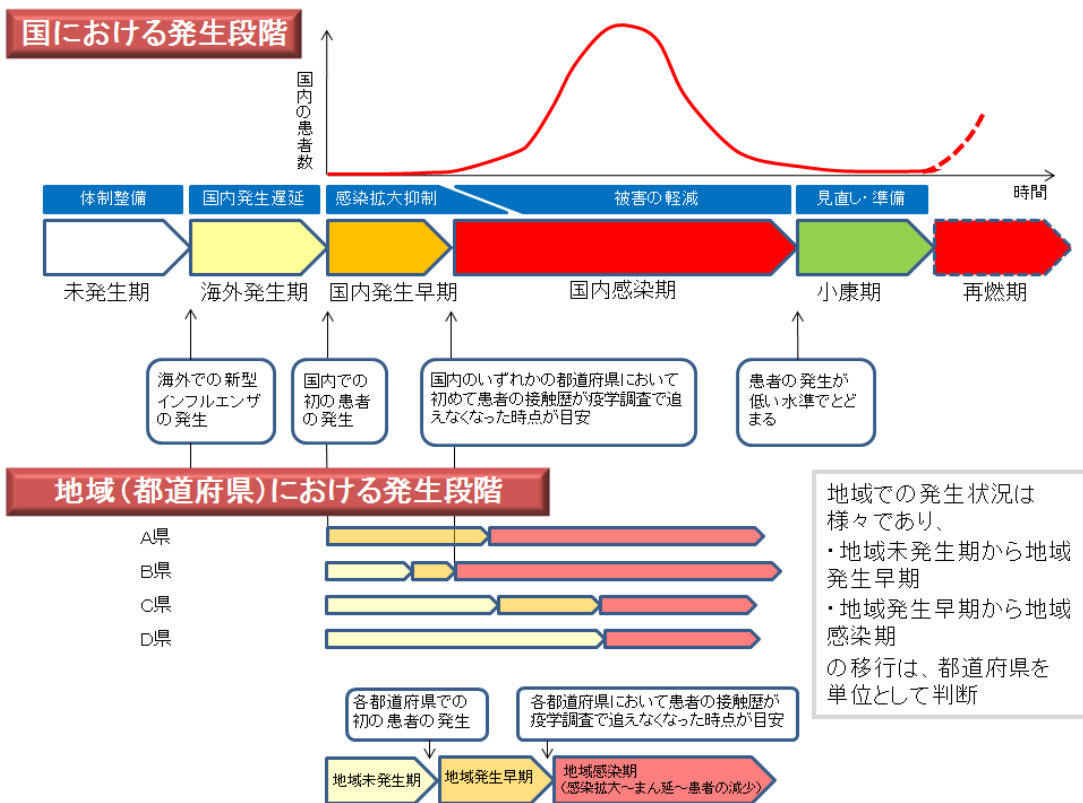 国における発生段階
国内の患者数
時間
体制整備
国内発生遅延
感染拡大抑制
被害の軽減
見直し・準備
未発生期
海外発生期
国内発生早期
国内感染期
小康期
再燃期
海外での新型
インフルエンザ
の発生
国内での
初の患者
の発生
国内のいずれかの都道府県において
初めて患者の接触歴が疫学調査で追
えなくなった時点が目安
患者の発生が
低い水準でとど
まる
地域(都道府県)における発生段階
A県
B県
C県
D県
地域での発生状況は
様々であり、
・地域未発生期から地域
発生早期
・地域発生早期から地域
感染期
の移行は、都道府県を
単位として判断
各都道府県での
初の患者の発生
各都道府県において患者の接触歴が
疫学調査で追えなくなった時点が目安
地域未発生期
地域発生早期
地域感染期
(感染拡大～まん延～患者の減少)